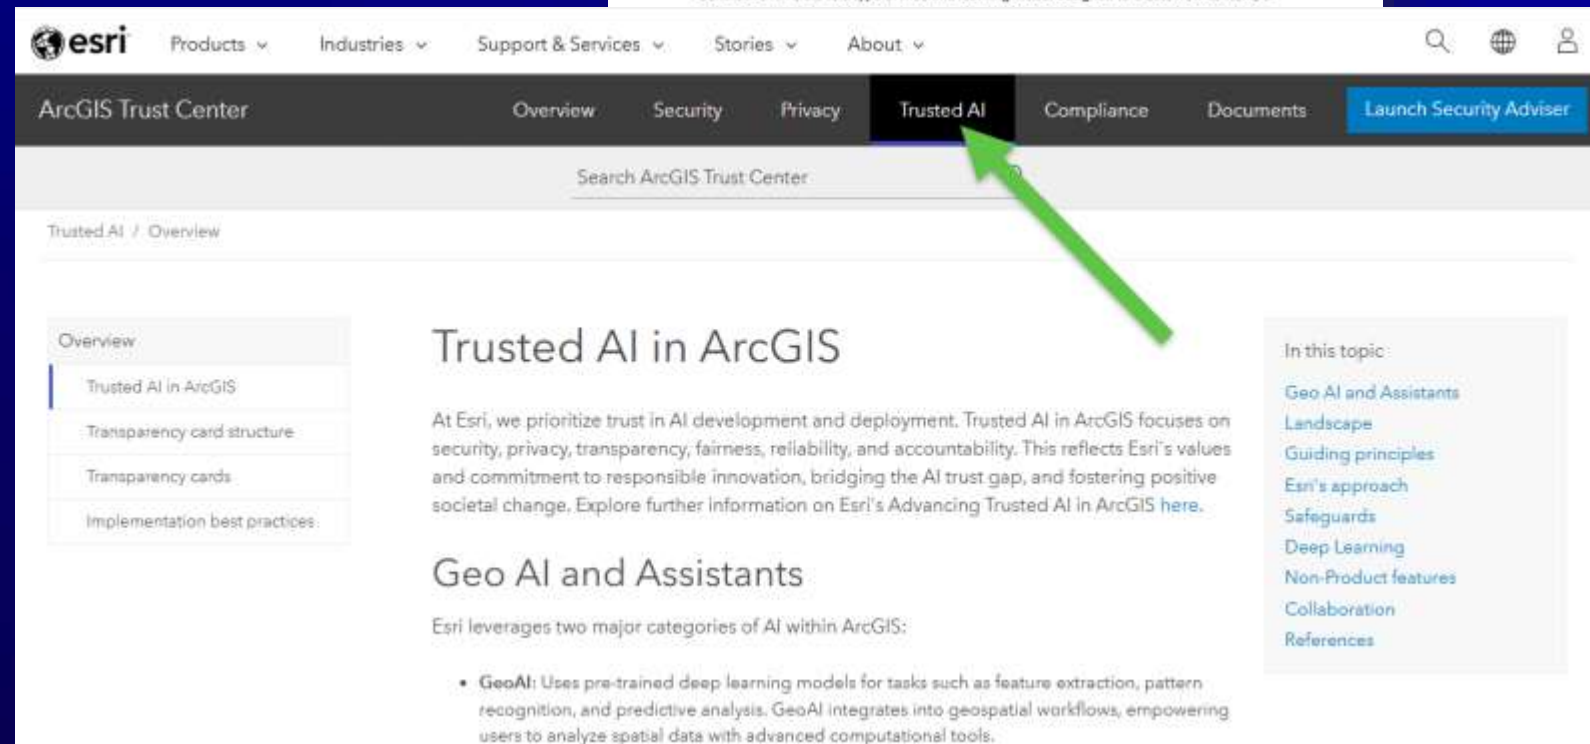 esri
Products
Industries
Support & Services
Stories
About
ArcGIS Trust Center
Overview
Security
Privacy
Trusted AI
Compliance
Documents
Launch Security Adviser
Search ArcGIS Trust Center
Trusted AI / Overview
Overview
Trusted AI in ArcGIS
Transparency card structure
Transparency cards
Implementation best practices
Trusted AI in ArcGIS
At Esri, we prioritize trust in AI development and deployment. Trusted AI in ArcGIS focuses on
security, privacy, transparency, fairness, reliability, and accountability. This reflects Esri's values
and commitment to responsible innovation, bridging the AI trust gap, and fostering positive
societal change. Explore further information on Esri's Advancing Trusted AI in ArcGIS here.
Geo AI and Assistants
Esri leverages two major categories of AI within ArcGIS:
• GeoAI: Uses pre-trained deep learning models for tasks such as feature extraction, pattern
recognition, and predictive analysis. GeoAI integrates into geospatial workflows, empowering
users to analyze spatial data with advanced computational tools.
In this topic
Geo AI and Assistants
Landscape
Guiding principles
Esri's approach
Safeguards
Deep Learning
Non-Product features
Collaboration
References